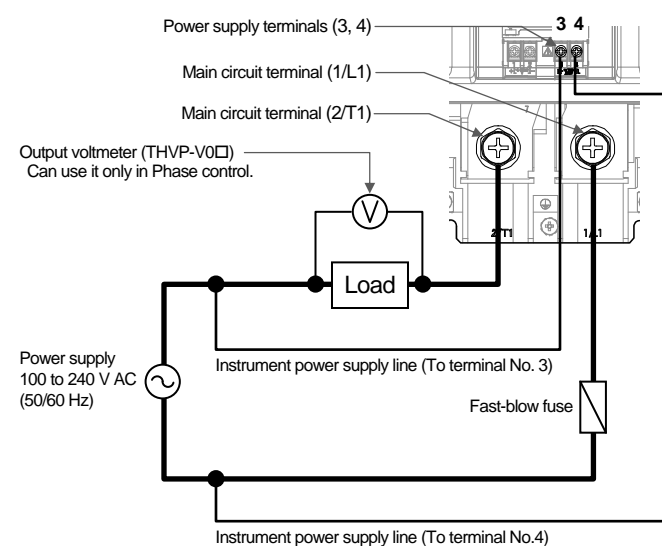 Power supply terminals (3, 4)
3 4
Main circuit terminal (1/L1)
Main circuit terminal (2/T1)
Output voltmeter (THVP-V0□)
Can use it only in Phase control.
V
2/T1
1/L1
Load
Instrument power supply line (To terminal No. 3)
Power supply
100 to 240 V AC
(50/60 Hz)
Fast-blow fuse
Instrument power supply line (To terminal No.4)